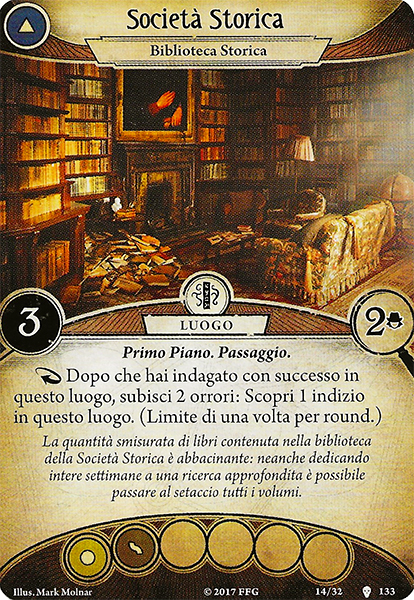 Società Storica
Biblioteca Storica
3
LUOGO
2
Primo Piano. Passaggio.
Dopo che hai indagato con successo in
questo luogo, subisci 2 orrori: Scopri 1 indizio
in questo luogo. (Limite di una volta per round.)
La quantità smisurata di libri contenuta nella biblioteca
della Società Storica è abbacinante: neanche dedicando
intere settimane a una ricerca approfondita è possibile
passare al setaccio tutti i volumi.
Illus. Mark Molnar
© 2017 FFG
14/32
133